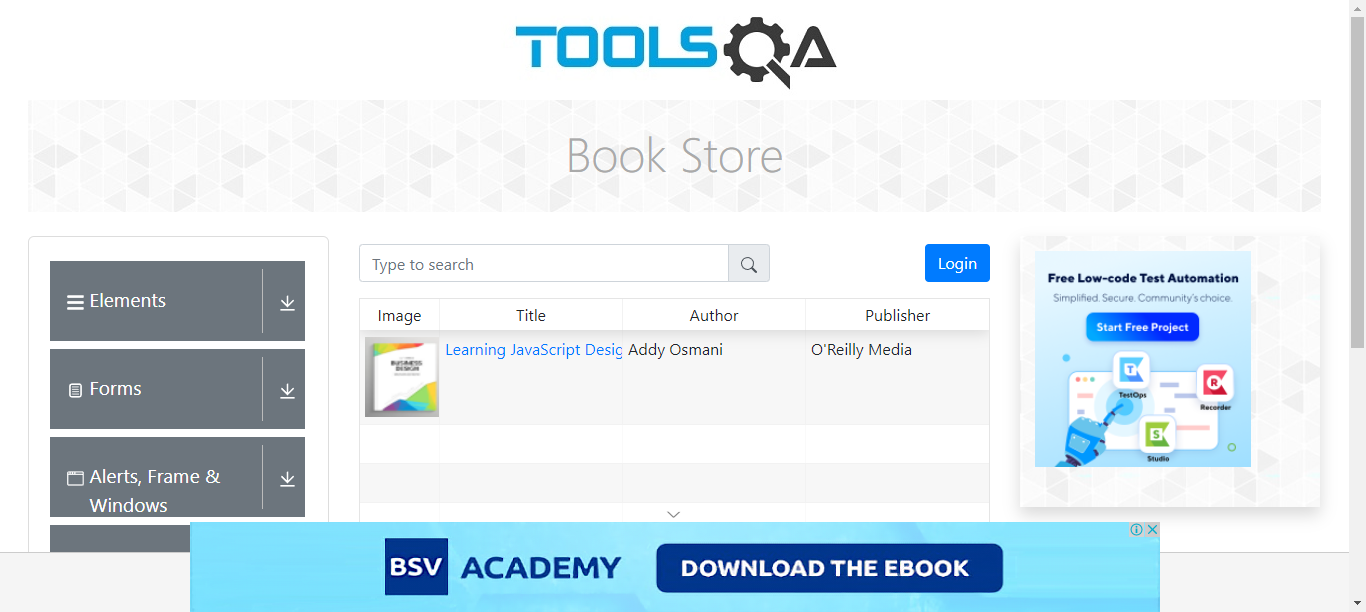 TOOLSQA
Book Store
Elements
Forms
Alerts, Frame &
Windows
Type to search
Login
Image Title Author Publisher
BUSINESS
DESIGN
Learning JavaScript Desig Addy Osmani O'Reilly Media
Free Low-code Test Automation
Simplified. Secure. Community's choice.
Start Free Project
TestOps
Recorder
Studio
BSV ACADEMY DOWNLOAD THE EBOOK